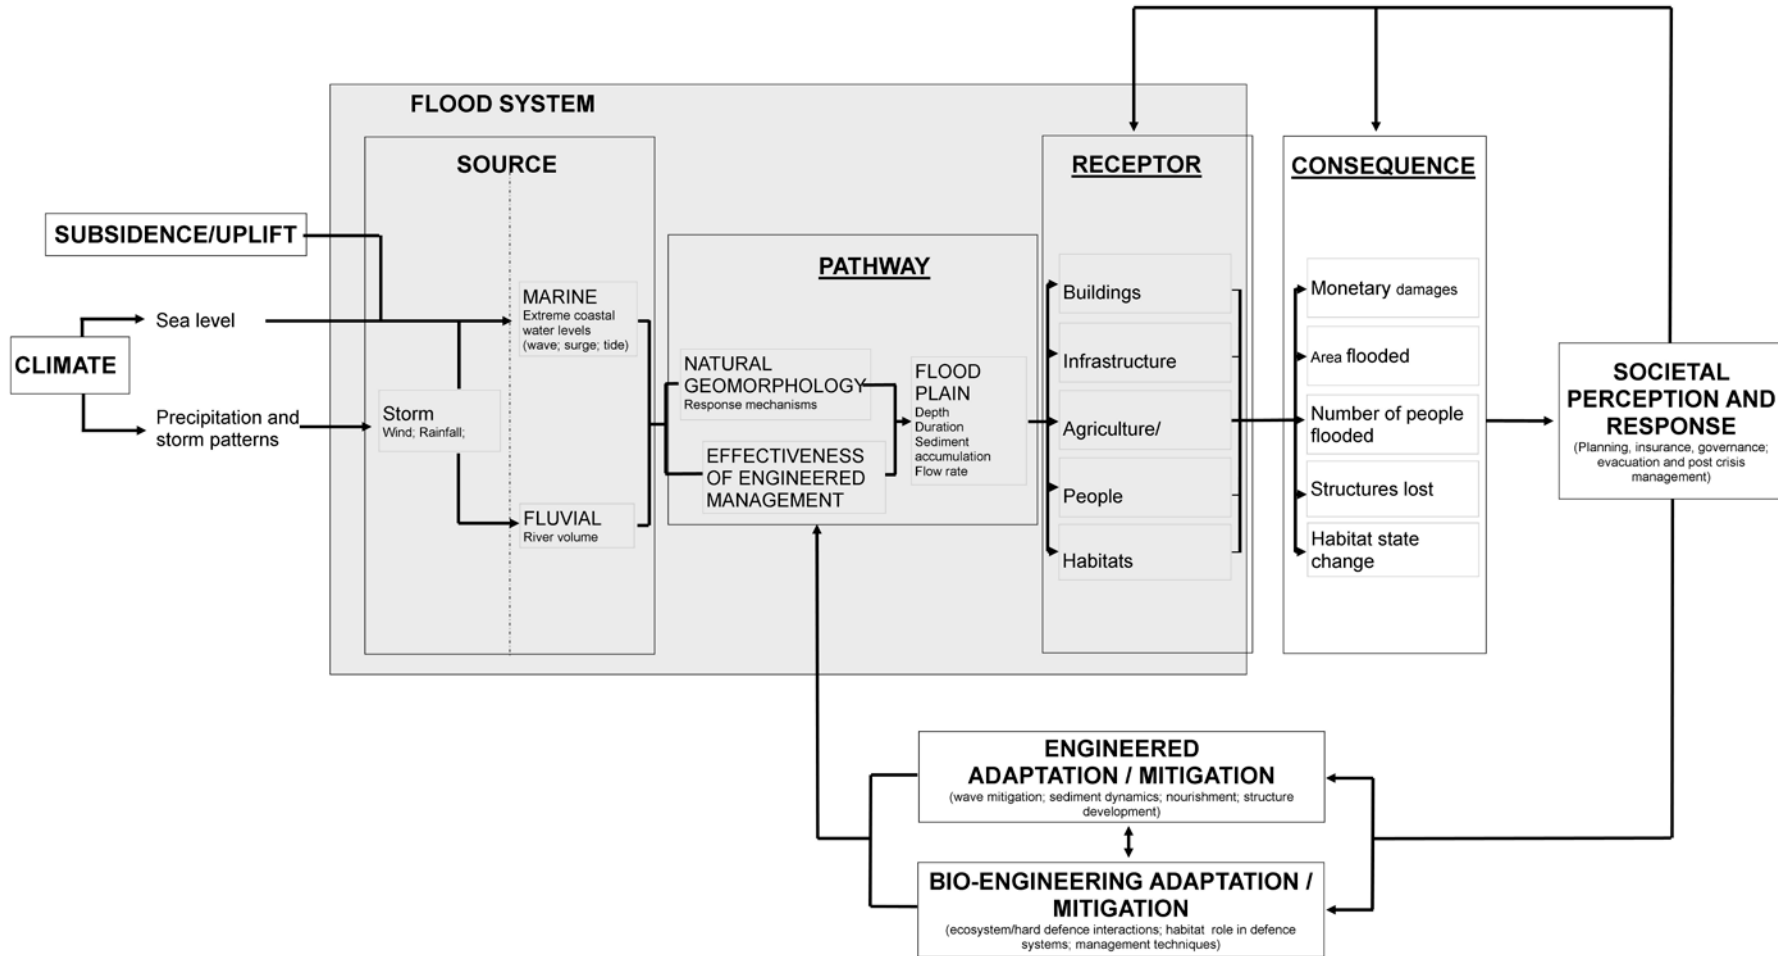 FLOOD SYSTEM
SOURCE
RECEPTOR
CONSEQUENCE
SUBSIDENCE/UPLIFT
PATHWAY
MARINE
Extreme coastal
water levels
(wave; surge; tide)
Buildings
Monetary damages
Sea level
CLIMATE
NATURAL
GEOMORPHOLOGY
Response mechanisms
FLOOD
PLAIN
Depth
Duration
Sediment
accumulation
Flow rate
Infrastructure
Area flooded
SOCIETAL
PERCEPTION AND
RESPONSE
(Planning, insurance, governance;
evacuation and post crisis
management)
Precipitation and
storm patterns
Storm
Wind; Rainfall;
Agriculture/
Number of people
flooded
EFFECTIVENESS
OF ENGINEERED
MANAGEMENT
People
Structures lost
FLUVIAL
River volume
Habitats
Habitat state
change
ENGINEERED
ADAPTATION / MITIGATION
(wave mitigation; sediment dynamics; nourishment; structure
development)
BIO-ENGINEERING ADAPTATION /
MITIGATION
(ecosystem/hard defence interactions; habitat role in defence
systems; management techniques)